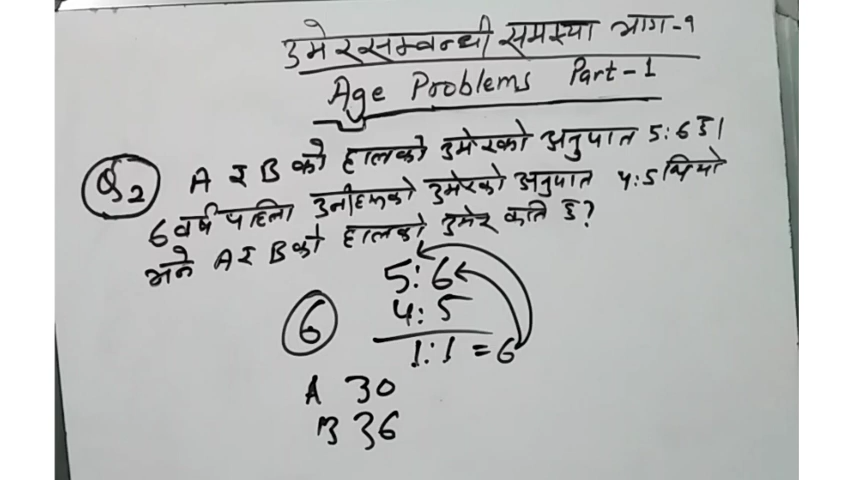 उमेरसम्वन्धी समस्या भाग-१
Age Problems Part-1
Q2 A र B को हालको उमेरको अनुपात 5:6 छ।
6 वर्ष पहिला उनीहरूको उमेरको अनुपात 4:5 थियो
भने A र B को हालको उमेर कति छ?
5:6
6 4:5
1:1 = 6
A 30
B 36